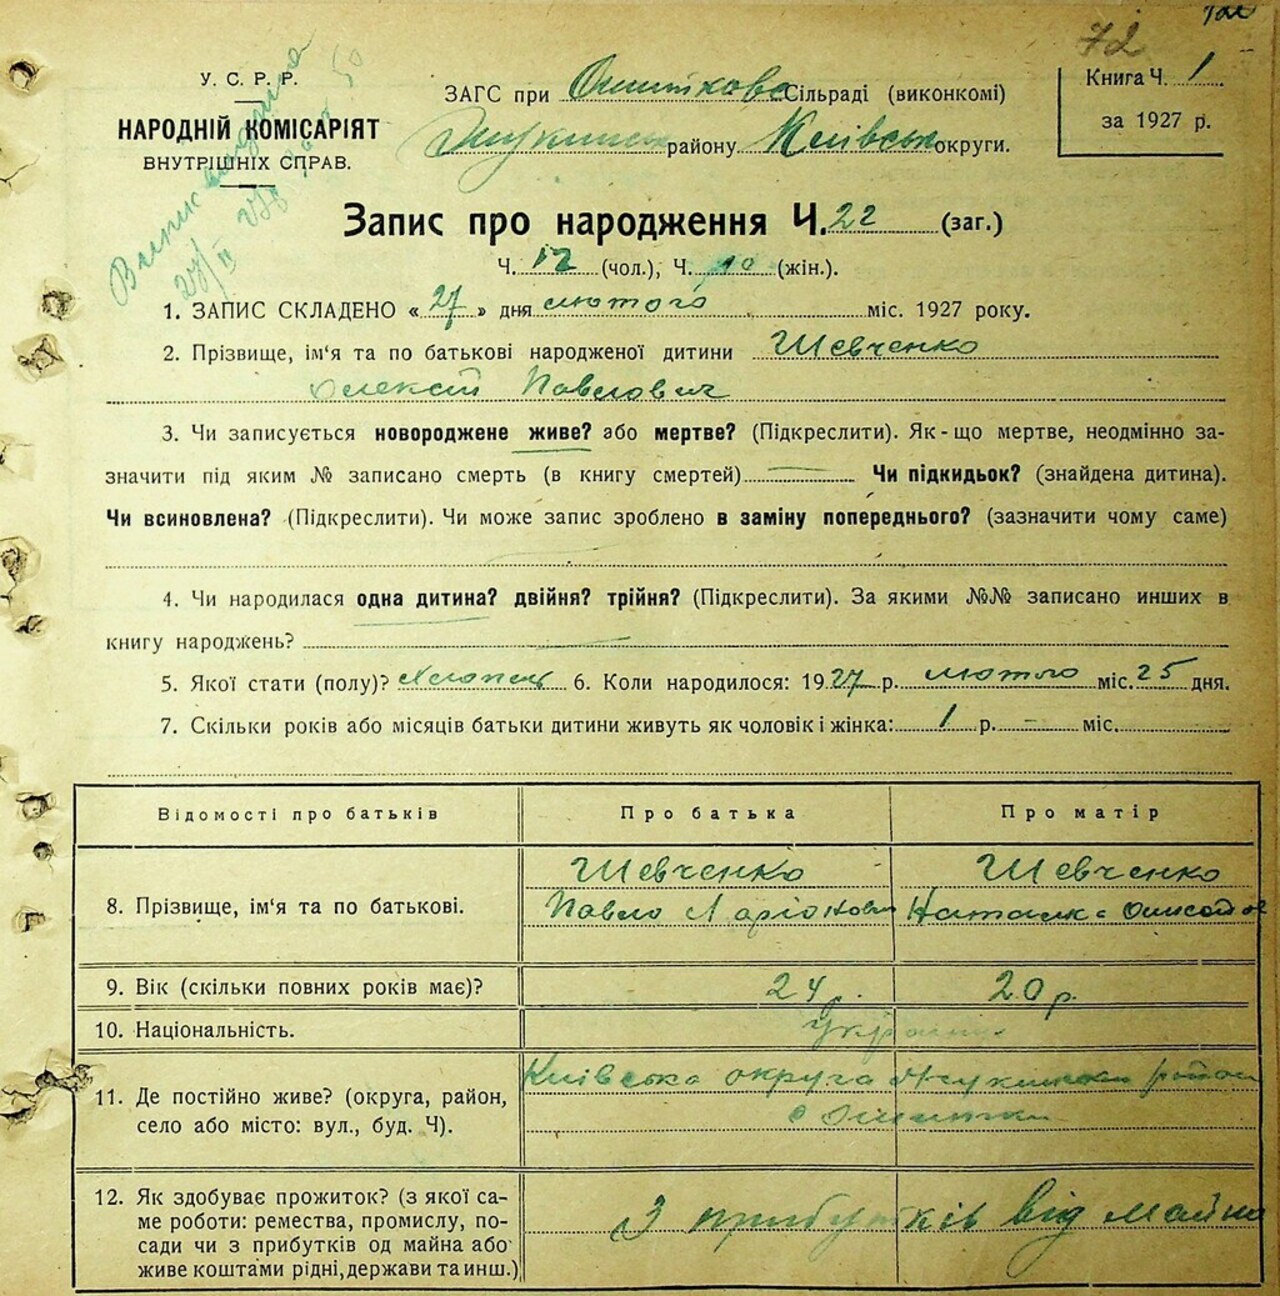 72
У. С. Р. Р.
НАРОДНІЙ КОМІСАРІЯТ
ВНУТРІШНІХ СПРАВ.
ЗАГС при Сільраді (виконкомі)
району Київськ округи.
Книга Ч. 1
за 1927 р.
Запис про народження Ч. 22 (заг.)
Ч. 12 (чол.), Ч. 10 (жін.).
1. ЗАПИС СКЛАДЕНО « 27 » дня лютого міс. 1927 року.
2. Прізвище, ім‘я та по батькові народженої дитини Шевченко
Олексій Павлович
3. Чи записується новороджене живе? або мертве? (Підкреслити). Як-що мертве, неодмінно за-
значити під яким № записано смерть (в книгу смертей) Чи підкидьок? (знайдена дитина).
Чи всиновлена? (Підкреслити). Чи може запис зроблено в заміну попереднього? (зазначити чому саме)
4. Чи народилася одна дитина? двійня? трійня? (Підкреслити). За якими №№ записано инших в
книгу народжень?
5. Якої стати (полу)? Хлопець 6. Коли народилося: 1927 р. лютого міс. 25 дня.
7. Скільки років або місяців батьки дитини живуть як чоловік і жінка: 1 р. – міс.
Відомості про батьків Про батька Про матір
8. Прізвище, ім‘я та по батькові. Шевченко Шевченко
Павло Ларіонович Наталка
9. Вік (скільки повних років має)? 24 р. 20 р.
10. Національність.
11. Де постійно живе? (округа, район, Київська округа район
село або місто: вул., буд. Ч). с
12. Як здобуває прожиток? (з якої са-
ме роботи: ремества, промислу, по- З прибутків від майна
сади чи з прибутків од майна або
живе коштами рідні, держави та инш.)